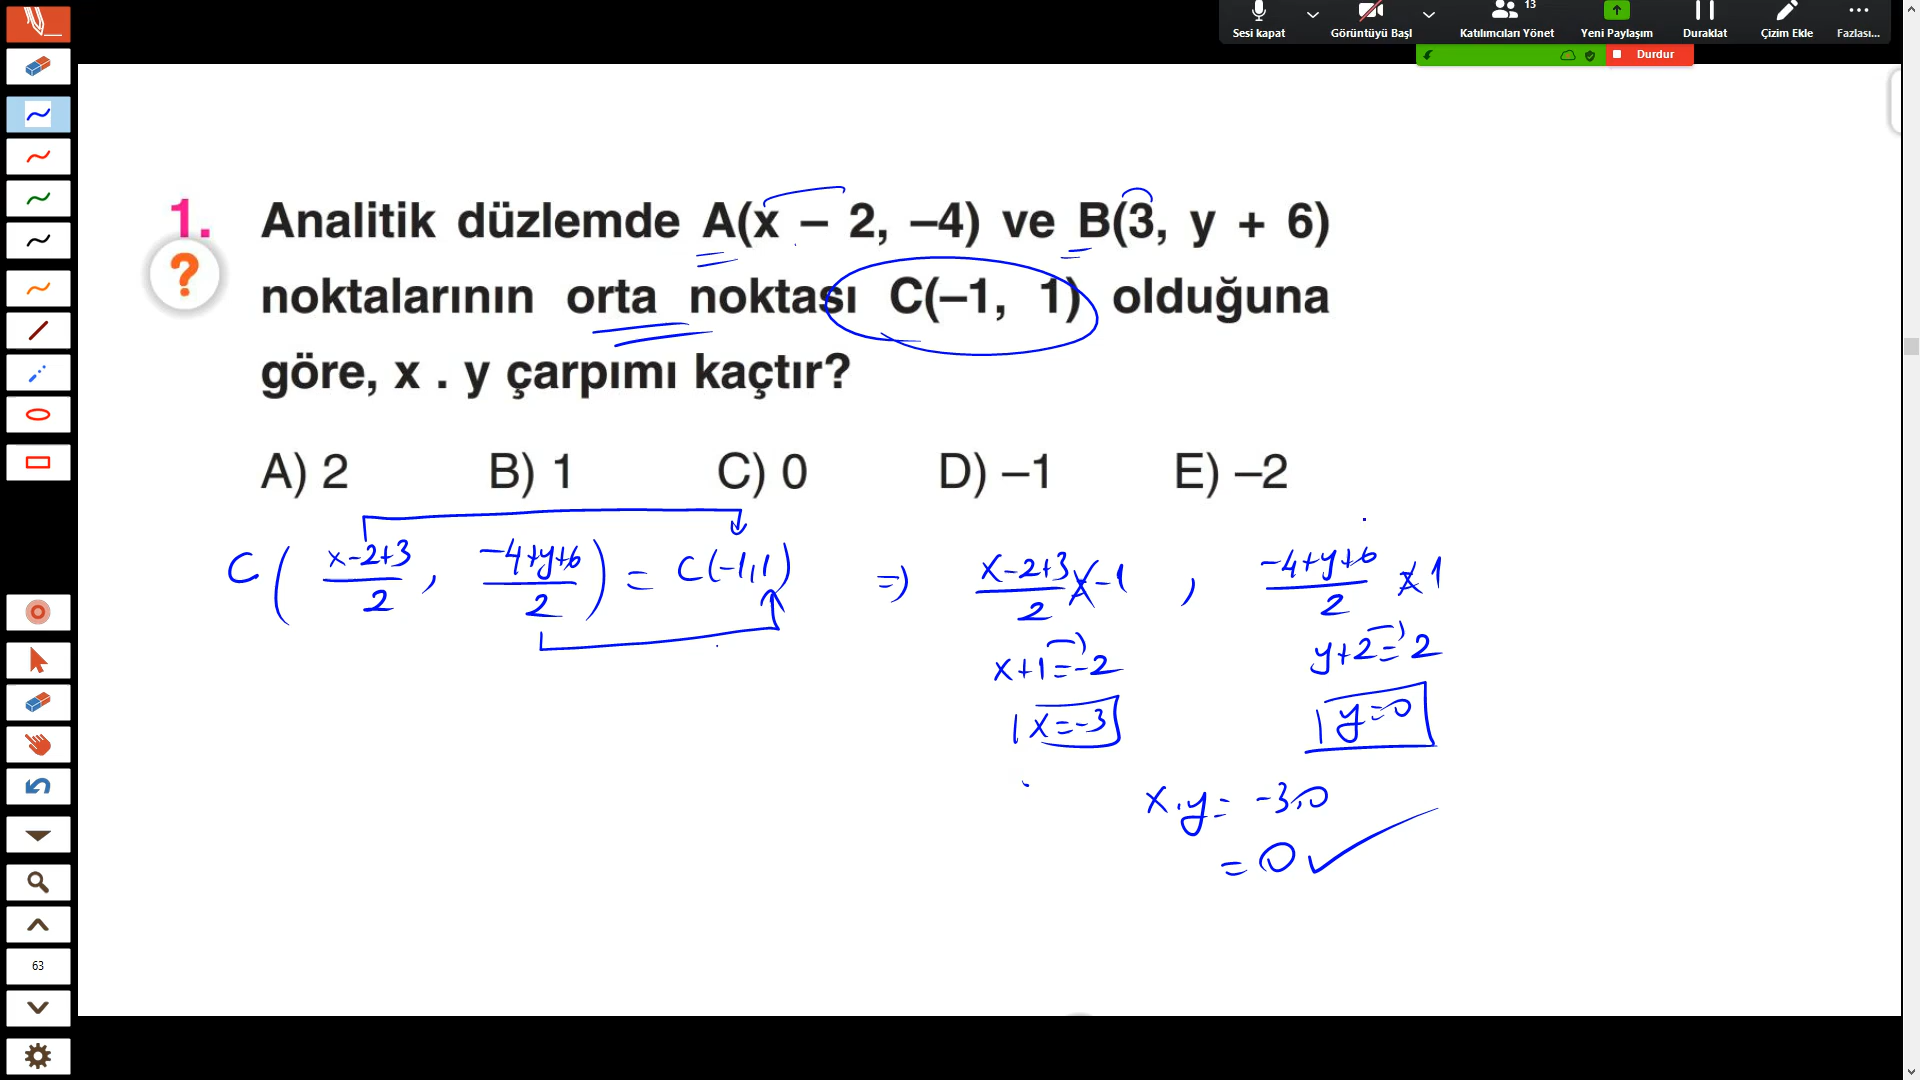 13
Sesi kapat Görüntüyü Başl Katılımcıları Yönet Yeni Paylaşım Duraklat Çizim Ekle Fazlası...
Durdur
1. Analitik düzlemde A(x – 2, –4) ve B(3, y + 6)
? noktalarının orta noktası C(–1, 1) olduğuna
göre, x . y çarpımı kaçtır?
A) 2 B) 1 C) 0 D) –1 E) –2
C( (x-2+3)/2 , (-4+y+6)/2 ) = C(-1,1) => (x-2+3)/2 = -1 , (-4+y+6)/2 = 1
x+1=-2 y+2=2
x=-3 y=0
x.y= -3.0
= 0 ✓
63